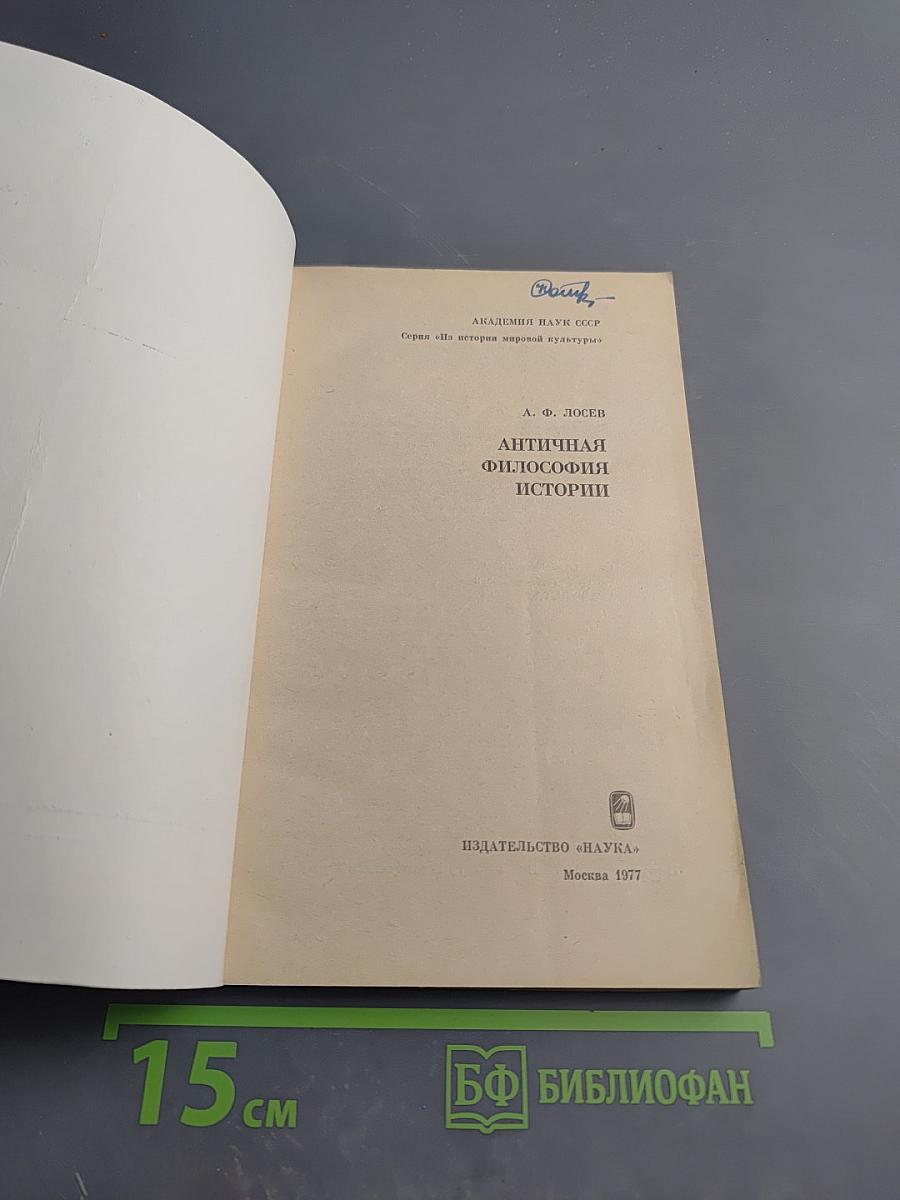 АКАДЕМИЯ НАУК СССР
Серия «Из истории мировой культуры»
А. Ф. ЛОСЕВ
АНТИЧНАЯ
ФИЛОСОФИЯ
ИСТОРИИ
ИЗДАТЕЛЬСТВО «НАУКА»
Москва 1977
15 см
БФ БИБЛИОФАН